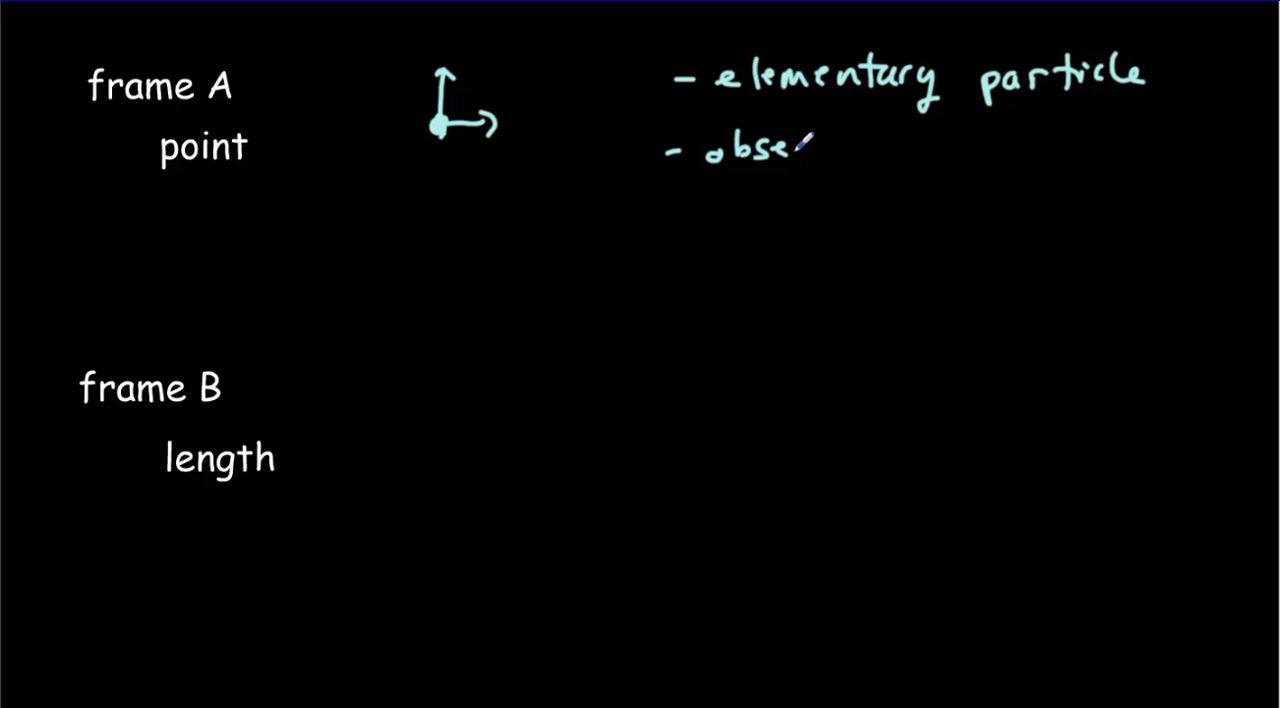 frame A
point
- elementary particle
- obse
frame B
length